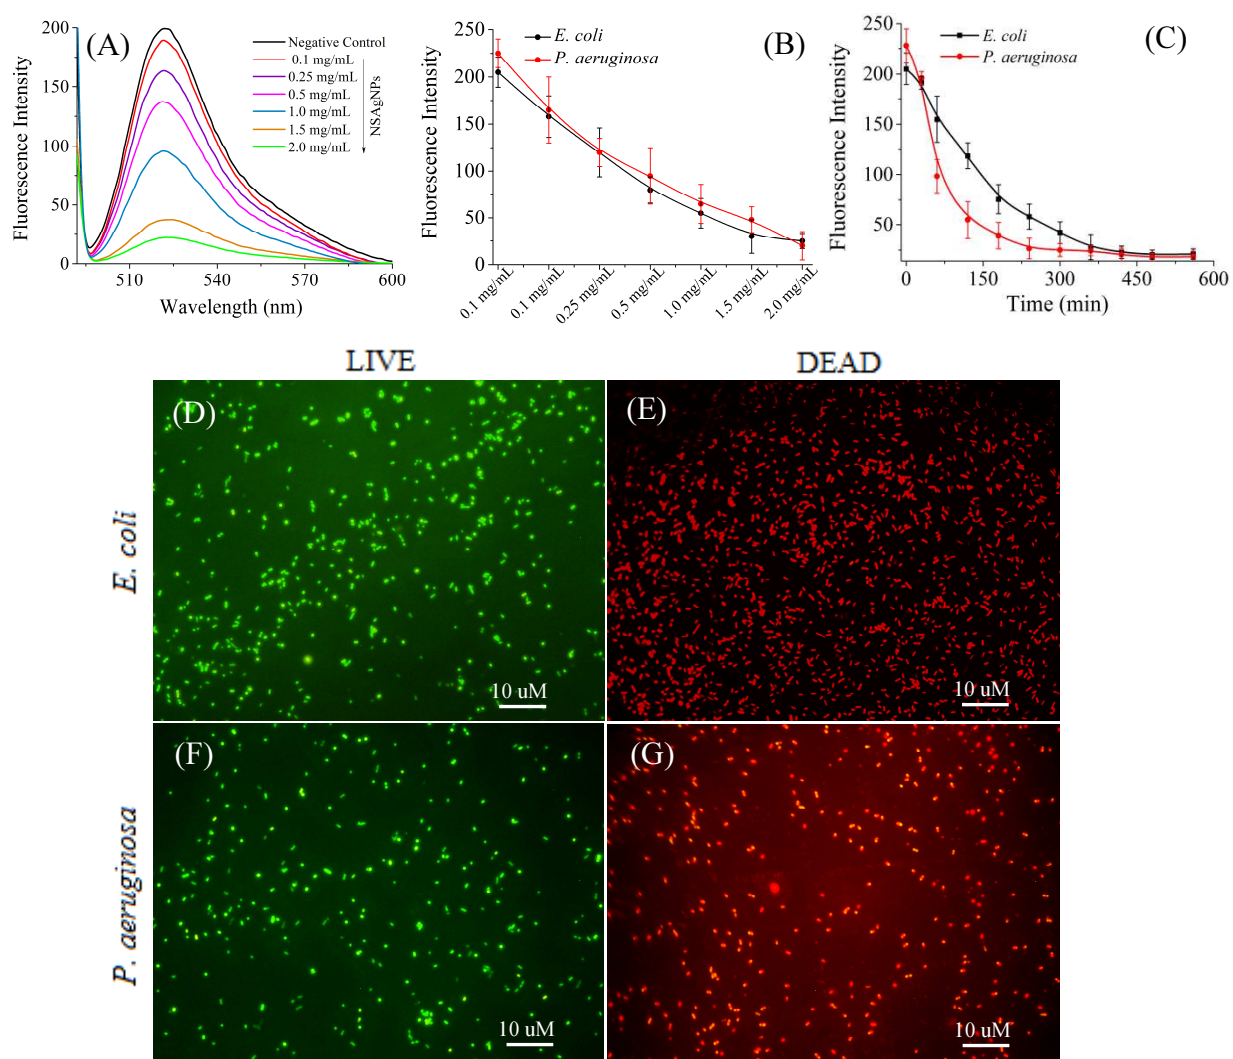 (A)
Fluorescence Intensity
200
150
100
50
0
510
540
570
600
Wavelength (nm)
Negative Control
0.1 mg/mL
0.25 mg/mL
0.5 mg/mL
1.0 mg/mL
1.5 mg/mL
2.0 mg/mL
NSAgNPs
(B)
Fluorescence Intensity
250
200
150
100
50
0
E. coli
P. aeruginosa
0.1 mg/mL
0.1 mg/mL
0.25 mg/mL
0.5 mg/mL
1.0 mg/mL
1.5 mg/mL
2.0 mg/mL
(C)
Fluorescence Intensity
250
200
150
100
50
E. coli
P. aeruginosa
0
150
300
450
600
Time (min)
LIVE
DEAD
E. coli
(D)
10 uM
(E)
10 uM
P. aeruginosa
(F)
10 uM
(G)
10 uM